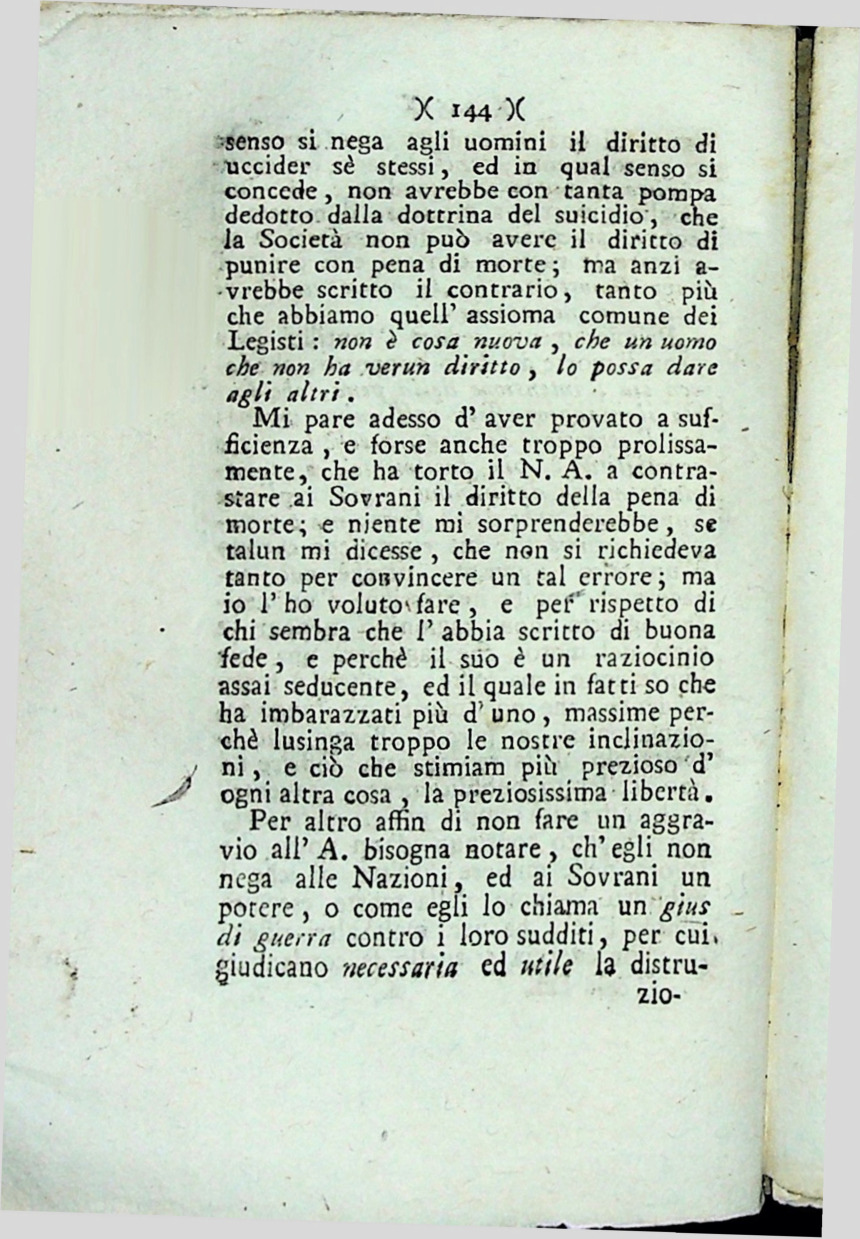 )( 144 )(
senso si nega agli uomini il diritto di
uccider sè stessi, ed in qual senso si
concede, non avrebbe con tanta pompa
dedotto dalla dottrina del suicidio, che
la Società non può avere il diritto di
punire con pena di morte; ma anzi a-
vrebbe scritto il contrario, tanto più
che abbiamo quell' assioma comune dei
Legisti: non è cosa nuova, che un uomo
che non ha verun diritto, lo possa dare
agli altri.
Mi pare adesso d' aver provato a suf-
ficienza, e forse anche troppo prolissa-
mente, che ha torto il N. A. a contra-
stare ai Sovrani il diritto della pena di
morte; e niente mi sorprenderebbe, se
talun mi dicesse, che non si richiedeva
tanto per convincere un tal errore; ma
io l' ho voluto fare, e per rispetto di
chi sembra che l' abbia scritto di buona
fede, e perchè il suo è un raziocinio
assai seducente, ed il quale in fatti so che
ha imbarazzati più d' uno, massime per-
chè lusinga troppo le nostre inclinazio-
ni, e ciò che stimiam più prezioso d'
ogni altra cosa, la preziosissima libertà.
Per altro affin di non fare un aggra-
vio all' A. bisogna notare, ch' egli non
nega alle Nazioni, ed ai Sovrani un
potere, o come egli lo chiama un gius
di guerra contro i loro sudditi, per cui
giudicano necessaria ed utile la distru-
zio-